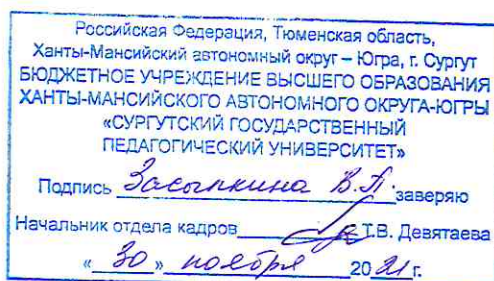 Российская Федерация, Тюменская область,
Ханты-Мансийский автономный округ – Югра, г. Сургут
БЮДЖЕТНОЕ УЧРЕЖДЕНИЕ ВЫСШЕГО ОБРАЗОВАНИЯ
ХАНТЫ-МАНСИЙСКОГО АВТОНОМНОГО ОКРУГА-ЮГРЫ
«СУРГУТСКИЙ ГОСУДАРСТВЕННЫЙ
ПЕДАГОГИЧЕСКИЙ УНИВЕРСИТЕТ»
Подпись Засыпкина В.П. заверяю
Начальник отдела кадров Т.В. Девятаева
«30» ноября 2021 г.